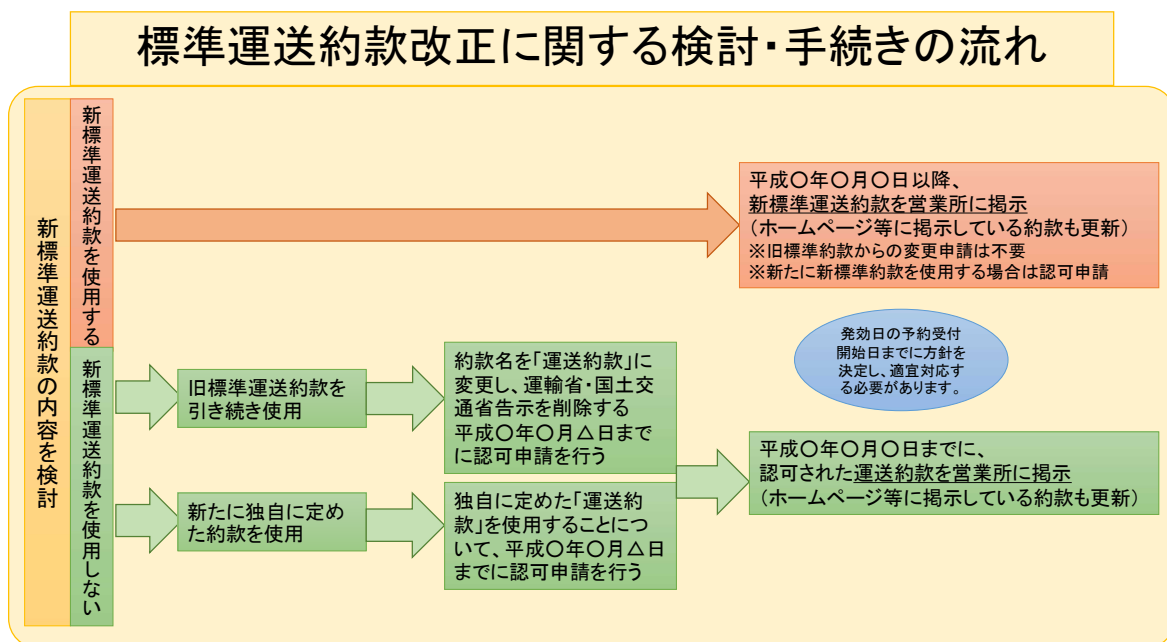 標準運送約款改正に関する検討・手続きの流れ
新標準運送約款の内容を検討
新標準運送約款を使用する
平成〇年〇月〇日以降、
新標準運送約款を営業所に掲示
(ホームページ等に掲示している約款も更新)
※旧標準約款からの変更申請は不要
※新たに新標準約款を使用する場合は認可申請
発効日の予約受付
開始日までに方針を
決定し、適宜対応す
る必要があります。
新標準運送約款を使用しない
旧標準運送約款を
引き続き使用
約款名を「運送約款」に
変更し、運輸省・国土交
通省告示を削除する
平成〇年〇月△日まで
に認可申請を行う
新たに独自に定め
た約款を使用
独自に定めた「運送約
款」を使用することにつ
いて、平成〇年〇月△日
までに認可申請を行う
平成〇年〇月〇日までに、
認可された運送約款を営業所に掲示
(ホームページ等に掲示している約款も更新)